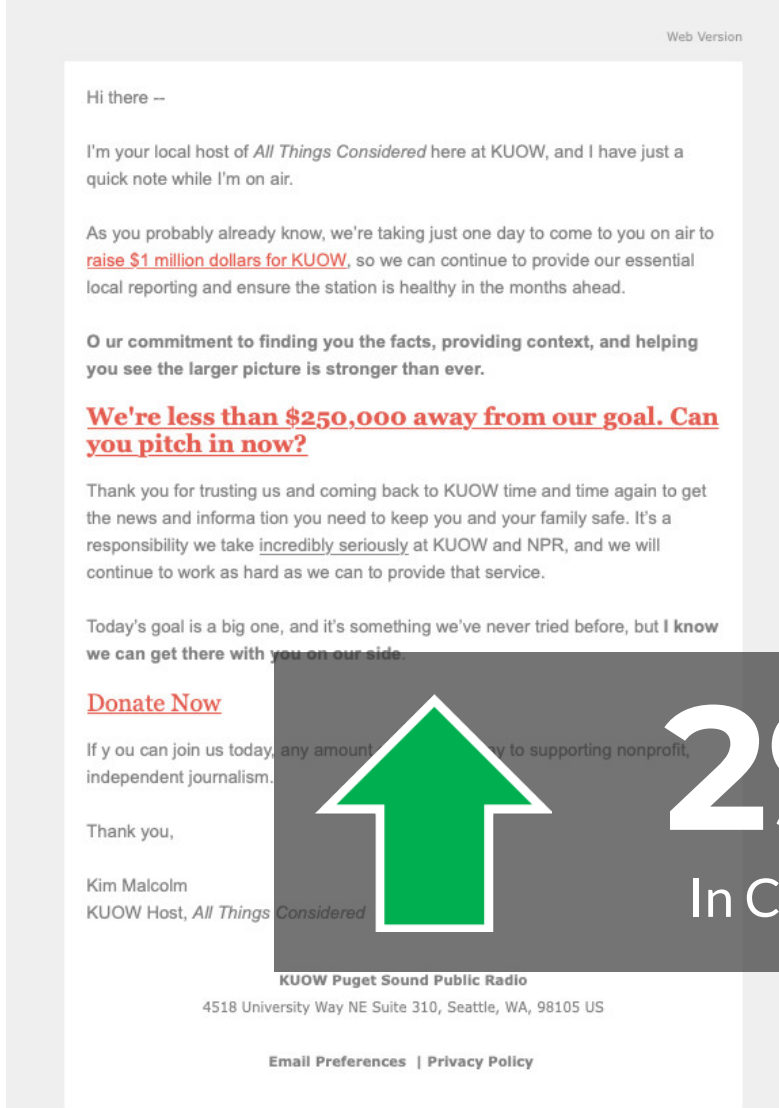 Web Version
Hi there --
I'm your local host of All Things Considered here at KUOW, and I have just a
quick note while I'm on air.
As you probably already know, we're taking just one day to come to you on air to
raise $1 million dollars for KUOW, so we can continue to provide our essential
local reporting and ensure the station is healthy in the months ahead.
O ur commitment to finding you the facts, providing context, and helping
you see the larger picture is stronger than ever.
We're less than $250,000 away from our goal. Can
you pitch in now?
Thank you for trusting us and coming back to KUOW time and time again to get
the news and informa tion you need to keep you and your family safe. It's a
responsibility we take incredibly seriously at KUOW and NPR, and we will
continue to work as hard as we can to provide that service.
Today's goal is a big one, and it's something we've never tried before, but I know
we can get there with you on our side.
Donate Now
If y ou can join us today, any amount y to supporting nonprofit,
independent journalism.
Thank you,
Kim Malcolm
KUOW Host, All Things Considered
29
In C
KUOW Puget Sound Public Radio
4518 University Way NE Suite 310, Seattle, WA, 98105 US
Email Preferences | Privacy Policy